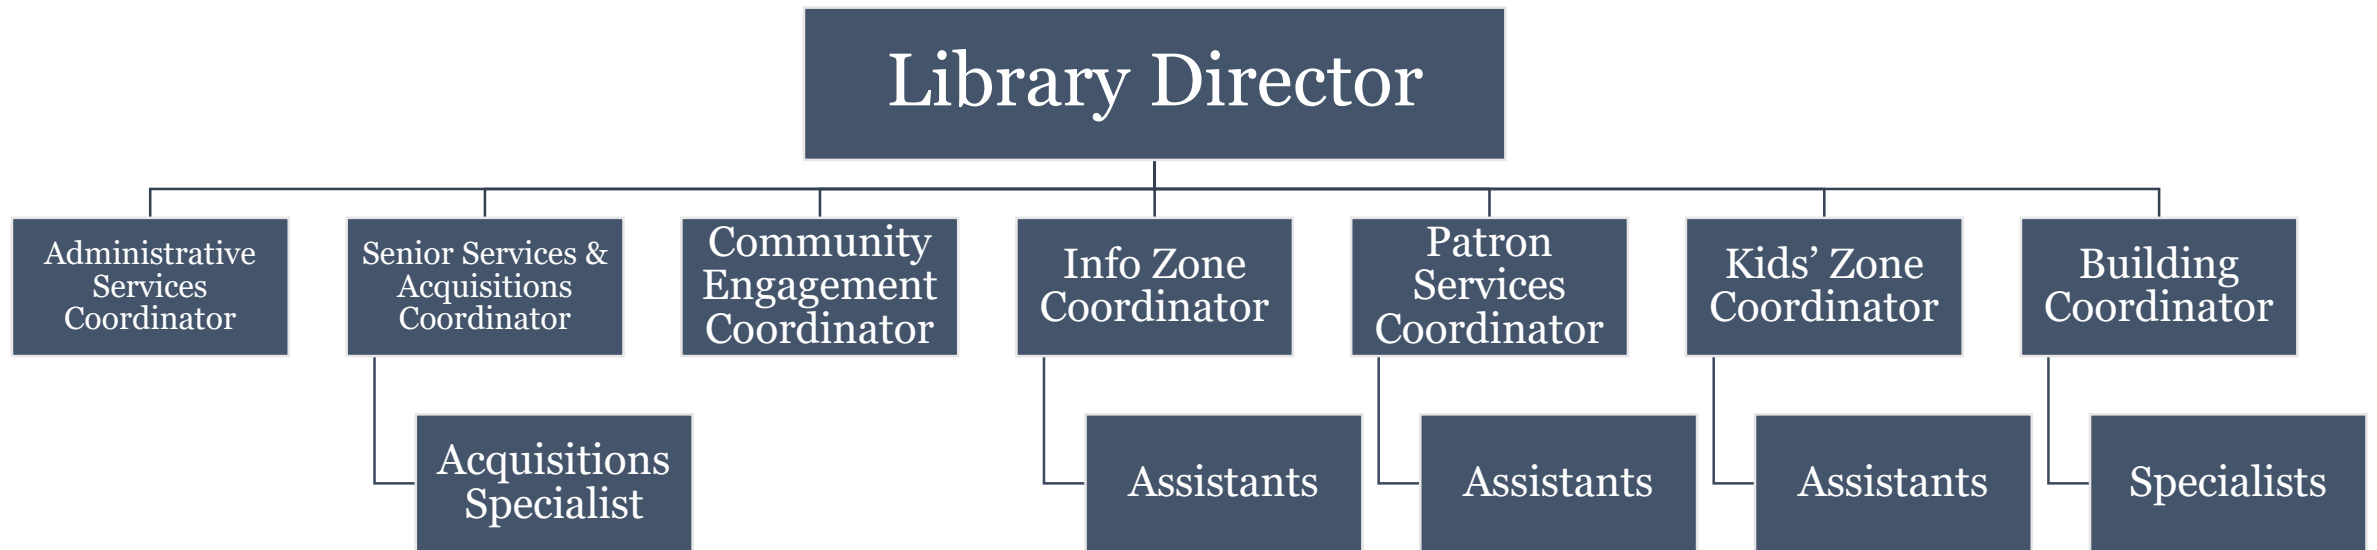 Library Director
Administrative
Services
Coordinator
Senior Services &
Acquisitions
Coordinator
Community
Engagement
Coordinator
Info Zone
Coordinator
Patron
Services
Coordinator
Kids’ Zone
Coordinator
Building
Coordinator
Acquisitions
Specialist
Assistants
Assistants
Assistants
Specialists